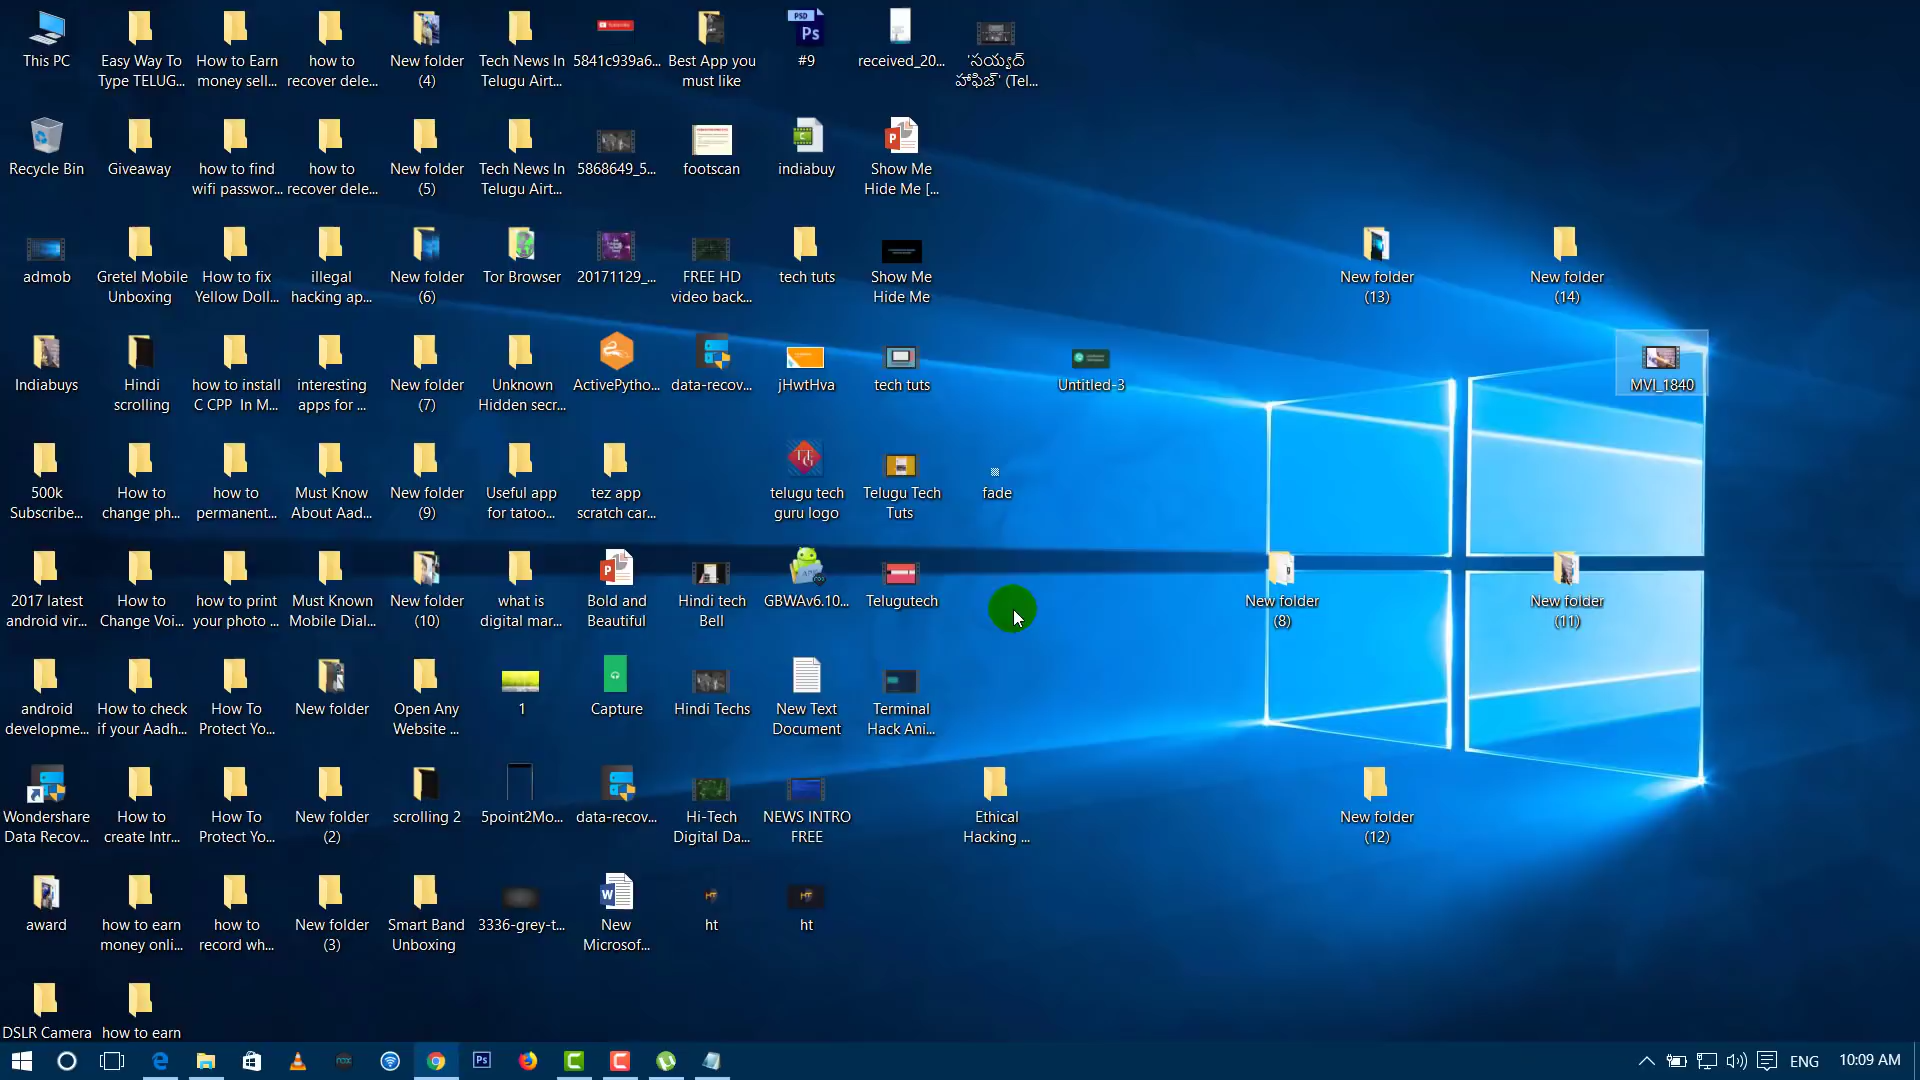 This PC
Easy Way To
Type TELUG...
How to Earn
money sell...
how to
recover dele...
New folder
(4)
Tech News In
Telugu Airt...
5841c939a6...
Best App you
must like
#9
received_20...
'సయ్యద్
హాఫిజ్' (Tel...
Recycle Bin
Giveaway
how to find
wifi passwor...
how to
recover dele...
New folder
(5)
Tech News In
Telugu Airt...
5868649_5...
footscan
indiabuy
Show Me
Hide Me [...
admob
Gretel Mobile
Unboxing
How to fix
Yellow Doll...
illegal
hacking ap...
New folder
(6)
Tor Browser
20171129_...
FREE HD
video back...
tech tuts
Show Me
Hide Me
New folder
(13)
New folder
(14)
Indiabuys
Hindi
scrolling
how to install
C CPP In M...
interesting
apps for ...
New folder
(7)
Unknown
Hidden secr...
ActivePytho...
data-recov...
jHwtHva
tech tuts
Untitled-3
MVI_1840
500k
Subscribe...
How to
change ph...
how to
permanent...
Must Know
About Aad...
New folder
(9)
Useful app
for tatoo...
tez app
scratch car...
telugu tech
guru logo
Telugu Tech
Tuts
fade
2017 latest
android vir...
How to
Change Voi...
how to print
your photo ...
Must Known
Mobile Dial...
New folder
(10)
what is
digital mar...
Bold and
Beautiful
Hindi tech
Bell
GBWAv6.10...
Telugutech
New folder
(8)
New folder
(11)
android
developme...
How to check
if your Aadh...
How To
Protect Yo...
New folder
Open Any
Website ...
1
Capture
Hindi Techs
New Text
Document
Terminal
Hack Ani...
Wondershare
Data Recov...
How to
create Intr...
How To
Protect Yo...
New folder
(2)
scrolling 2
5point2Mo...
data-recov...
Hi-Tech
Digital Da...
NEWS INTRO
FREE
Ethical
Hacking ...
New folder
(12)
award
how to earn
money onli...
how to
record wh...
New folder
(3)
Smart Band
Unboxing
3336-grey-t...
New
Microsof...
ht
ht
DSLR Camera
how to earn
ENG
10:09 AM